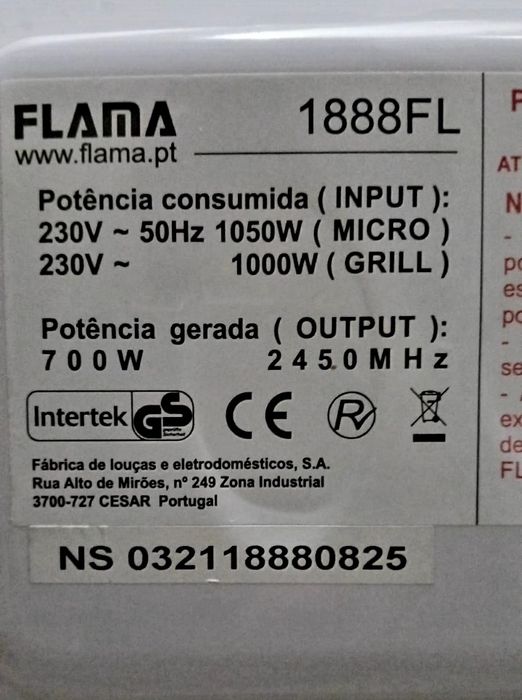 FLAMA 1888FL
www.flama.pt
Potência consumida ( INPUT ):
230V ~ 50Hz 1050W ( MICRO )
230V ~ 1000W ( GRILL )
Potência gerada ( OUTPUT ):
700W 2450MHz
Intertek GS CE R
Fábrica de louças e eletrodomésticos, S.A.
Rua Alto de Mirões, nº 249 Zona Industrial
3700-727 CESAR Portugal
NS 032118880825